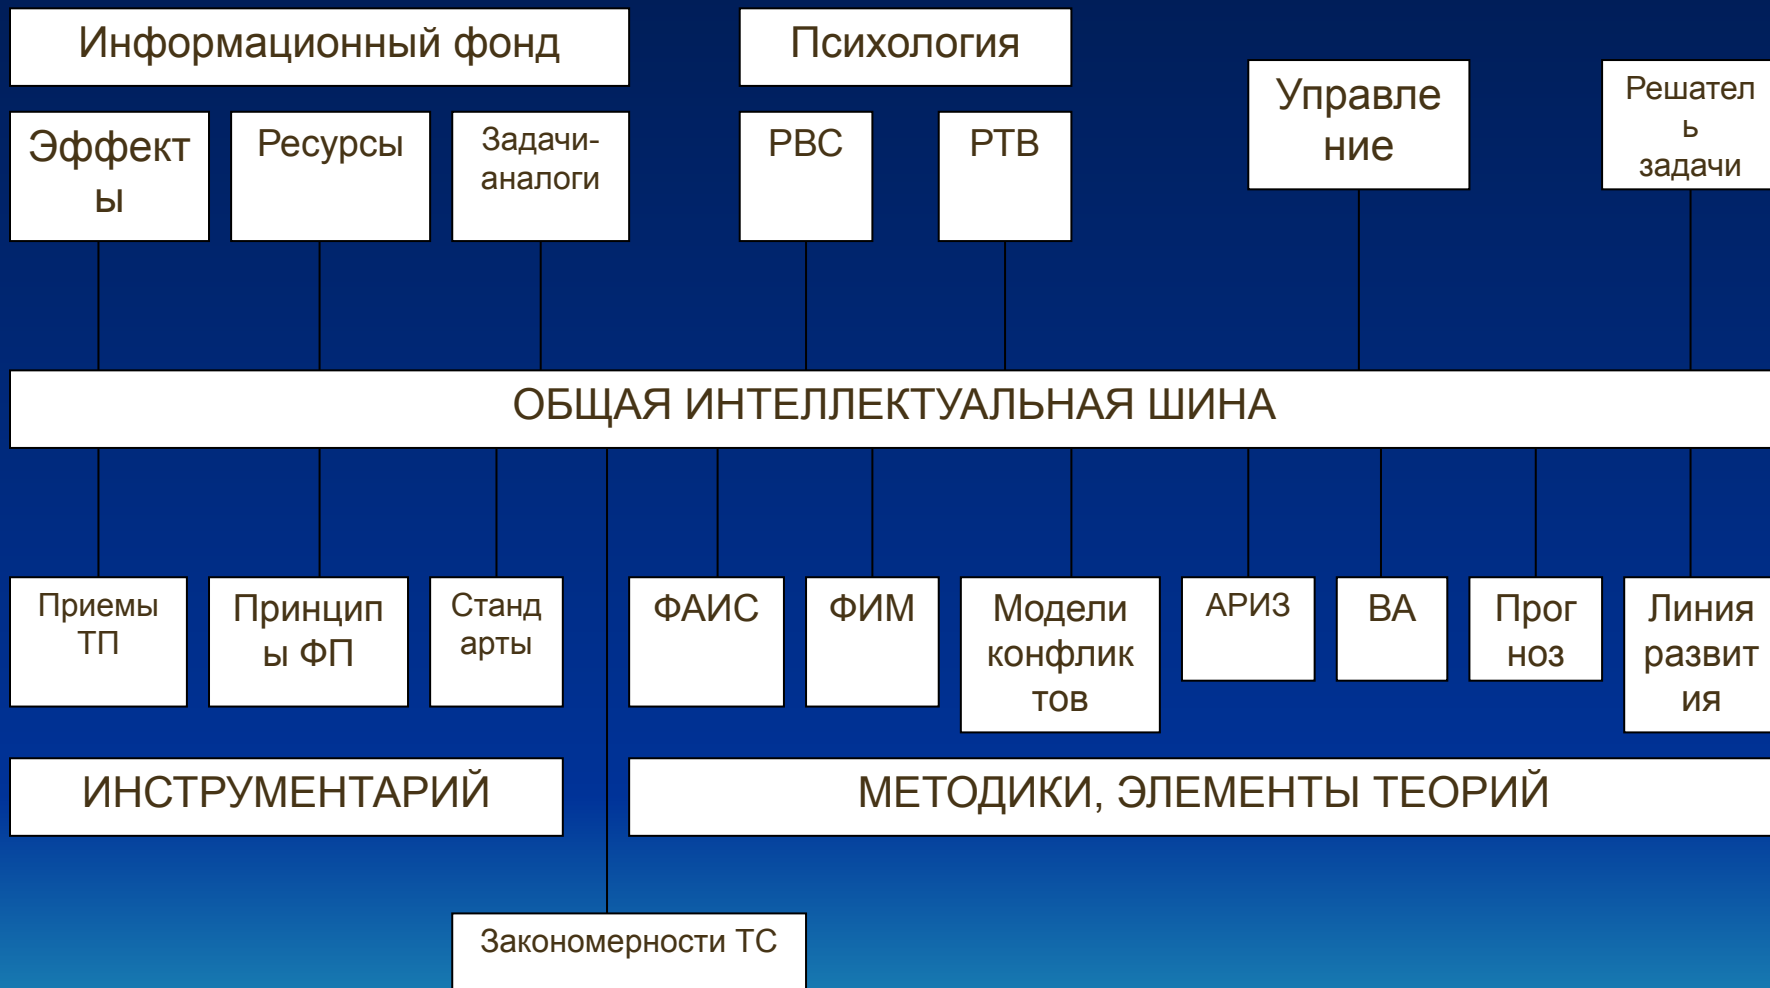 Информационный фонд
Психология
Управле
ние
Решател
ь
задачи
Эффект
ы
Ресурсы
Задачи-
аналоги
РВС
РТВ
ОБЩАЯ ИНТЕЛЛЕКТУАЛЬНАЯ ШИНА
Приемы
ТП
Принцип
ы ФП
Станд
арты
ФАИС
ФИМ
Модели
конфлик
тов
АРИЗ
ВА
Прог
ноз
Линия
развит
ия
ИНСТРУМЕНТАРИЙ
МЕТОДИКИ, ЭЛЕМЕНТЫ ТЕОРИЙ
Закономерности ТС